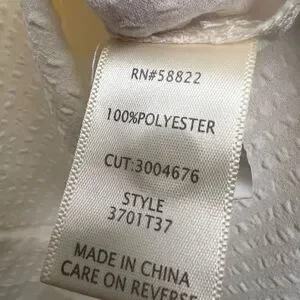 RN#58822
100%POLYESTER
CUT:3004676
STYLE
3701T37
MADE IN CHINA
CARE ON REVERSE